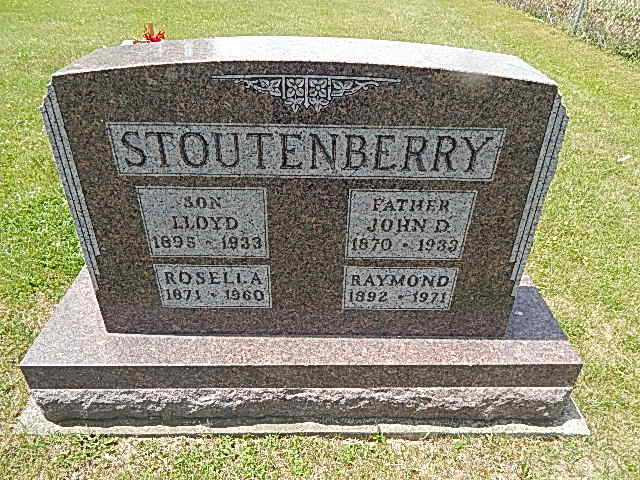 STOUTENBERRY
SON
LLOYD
1895 • 1933
FATHER
JOHN D.
1870 • 1933
ROSELLA
1871 • 1960
RAYMOND
1892 • 1971